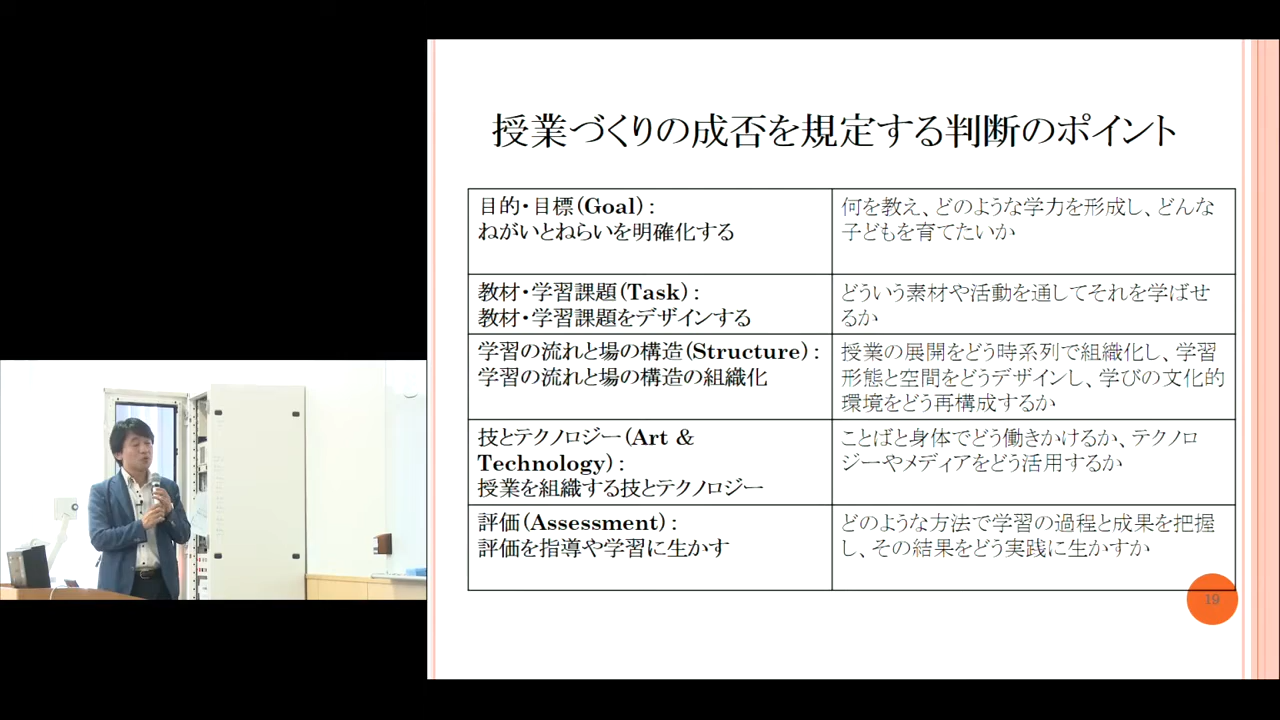 授業づくりの成否を規定する判断のポイント
目的・目標(Goal)：
ねがいとねらいを明確化する
何を教え、どのような学力を形成し、どんな
子どもを育てたいか
教材・学習課題(Task)：
教材・学習課題をデザインする
どういう素材や活動を通してそれを学ばせ
るか
学習の流れと場の構造(Structure)：
学習の流れと場の構造の組織化
授業の展開をどう時系列で組織化し、学習
形態と空間をどうデザインし、学びの文化的
環境をどう再構成するか
技とテクノロジー(Art &
Technology)：
授業を組織する技とテクノロジー
ことばと身体でどう働きかけるか、テクノロ
ジーやメディアをどう活用するか
評価(Assessment)：
評価を指導や学習に生かす
どのような方法で学習の過程と成果を把握
し、その結果をどう実践に生かすか
19